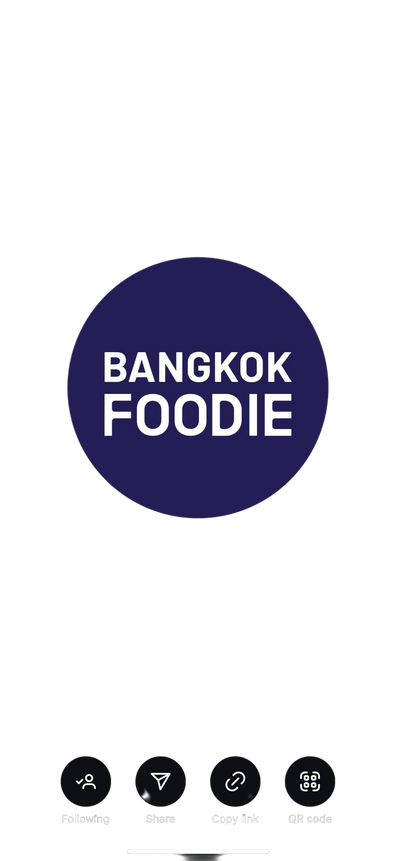 BANGKOK
FOODIE
Following
Share
Copy link
QR code